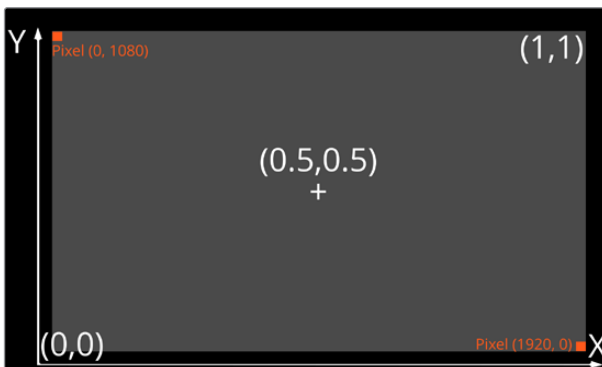 Y
Pixel (0, 1080)
(1,1)
(0.5,0.5)
+
(0,0)
Pixel (1920, 0)
X